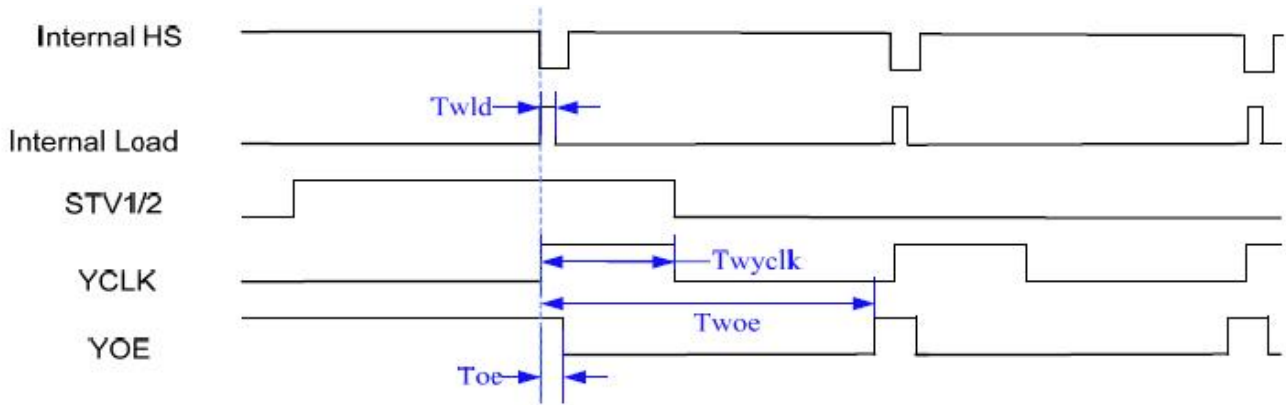 Internal HS
Twld
Internal Load
STV1/2
Twyclk
YCLK
Twoe
YOE
Toe